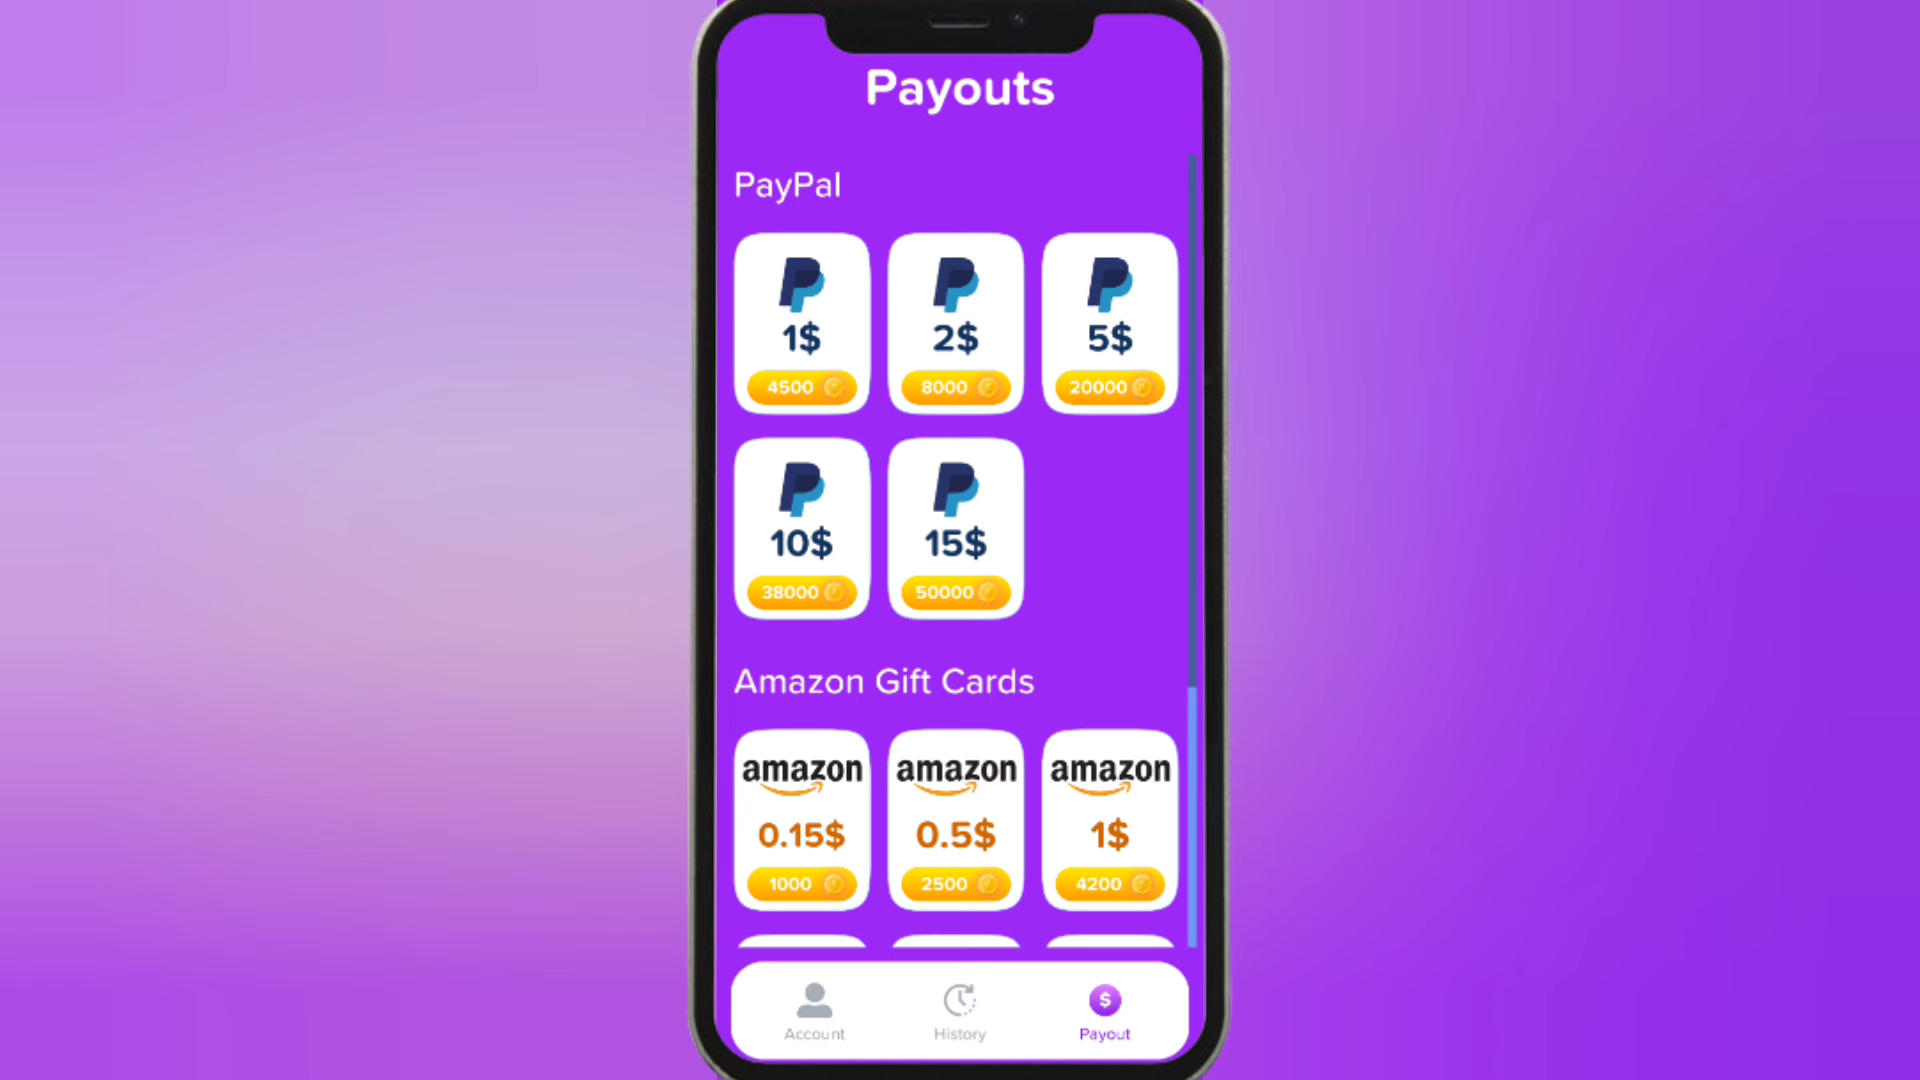 Payouts
PayPal
1$ 2$ 5$
4500 8000 20000
10$ 15$
38000 50000
Amazon Gift Cards
amazon amazon amazon
0.15$ 0.5$ 1$
1000 2500 4200
$
Account History Payout